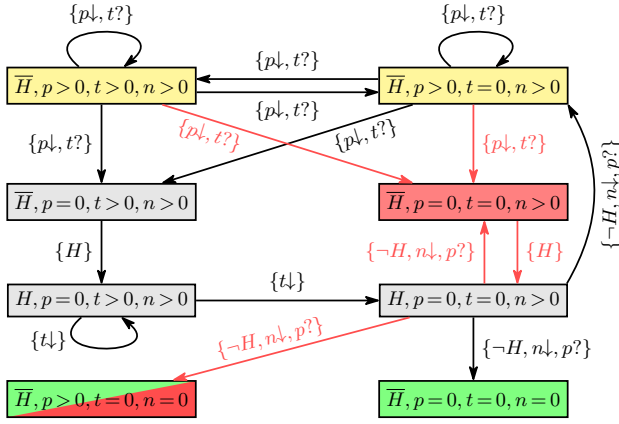 {p↓, t?}
{p↓, t?}
{p↓, t?}
H̅, p > 0, t > 0, n > 0
H̅, p > 0, t = 0, n > 0
{p↓, t?}
{p↓, t?}
{p↓, t?}
{p↓, t?}
{p↓, t?}
{¬H, n↓, p?}
H̅, p = 0, t > 0, n > 0
H̅, p = 0, t = 0, n > 0
{H}
{¬H, n↓, p?}
{H}
{t↓}
H, p = 0, t > 0, n > 0
H, p = 0, t = 0, n > 0
{t↓}
{¬H, n↓, p?}
{¬H, n↓, p?}
H̅, p > 0, t = 0, n = 0
H̅, p = 0, t = 0, n = 0